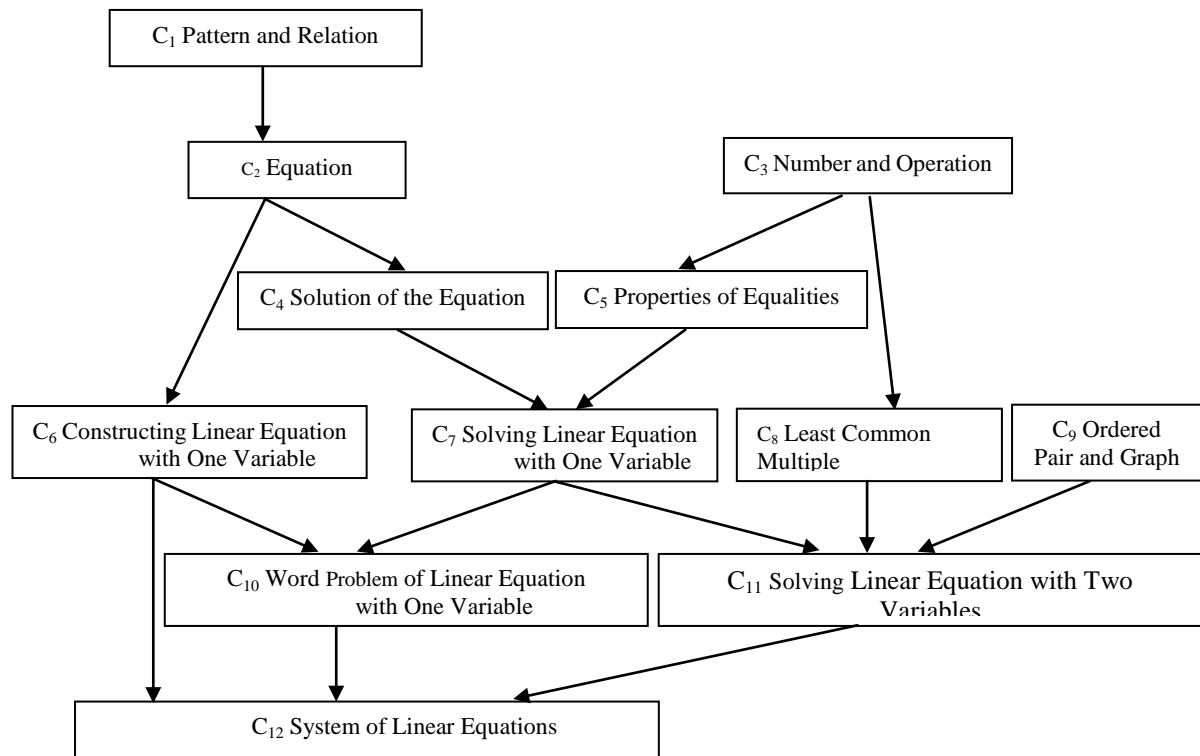 C₁ Pattern and Relation
C₂ Equation
C₃ Number and Operation
C₄ Solution of the Equation
C₅ Properties of Equalities
C₆ Constructing Linear Equation
with One Variable
C₇ Solving Linear Equation
with One Variable
C₈ Least Common
Multiple
C₉ Ordered
Pair and Graph
C₁₀ Word Problem of Linear Equation
with One Variable
C₁₁ Solving Linear Equation with Two
Variables
C₁₂ System of Linear Equations